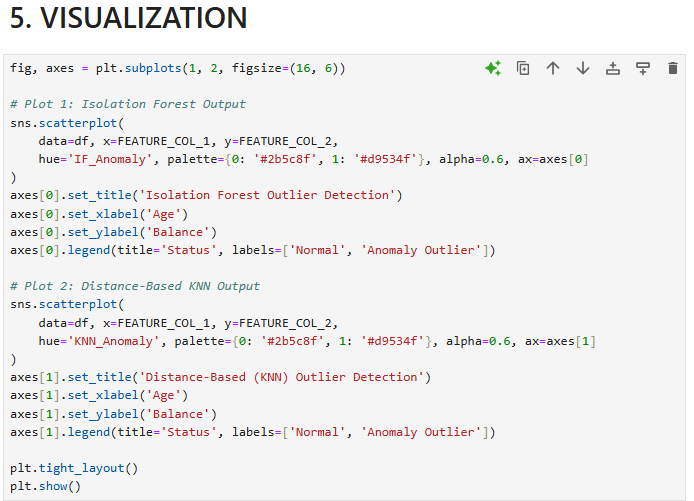 5. VISUALIZATION
fig, axes = plt.subplots(1, 2, figsize=(16, 6))
# Plot 1: Isolation Forest Output
sns.scatterplot(
    data=df, x=FEATURE_COL_1, y=FEATURE_COL_2,
    hue='IF_Anomaly', palette={0: '#2b5c8f', 1: '#d9534f'}, alpha=0.6, ax=axes[0]
)
axes[0].set_title('Isolation Forest Outlier Detection')
axes[0].set_xlabel('Age')
axes[0].set_ylabel('Balance')
axes[0].legend(title='Status', labels=['Normal', 'Anomaly Outlier'])
# Plot 2: Distance-Based KNN Output
sns.scatterplot(
    data=df, x=FEATURE_COL_1, y=FEATURE_COL_2,
    hue='KNN_Anomaly', palette={0: '#2b5c8f', 1: '#d9534f'}, alpha=0.6, ax=axes[1]
)
axes[1].set_title('Distance-Based (KNN) Outlier Detection')
axes[1].set_xlabel('Age')
axes[1].set_ylabel('Balance')
axes[1].legend(title='Status', labels=['Normal', 'Anomaly Outlier'])
plt.tight_layout()
plt.show()